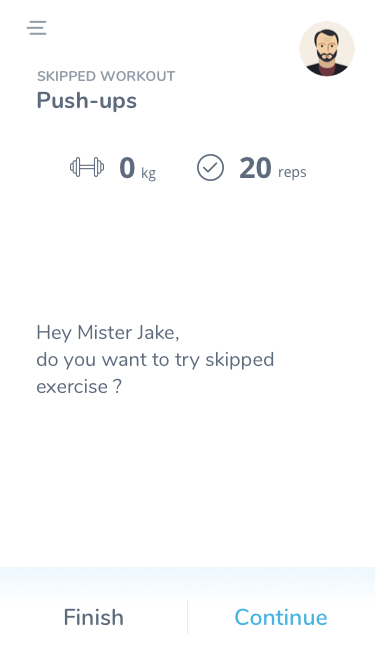 SKIPPED WORKOUT
Push-ups
0 kg 20 reps
Hey Mister Jake,
do you want to try skipped
exercise ?
Finish Continue